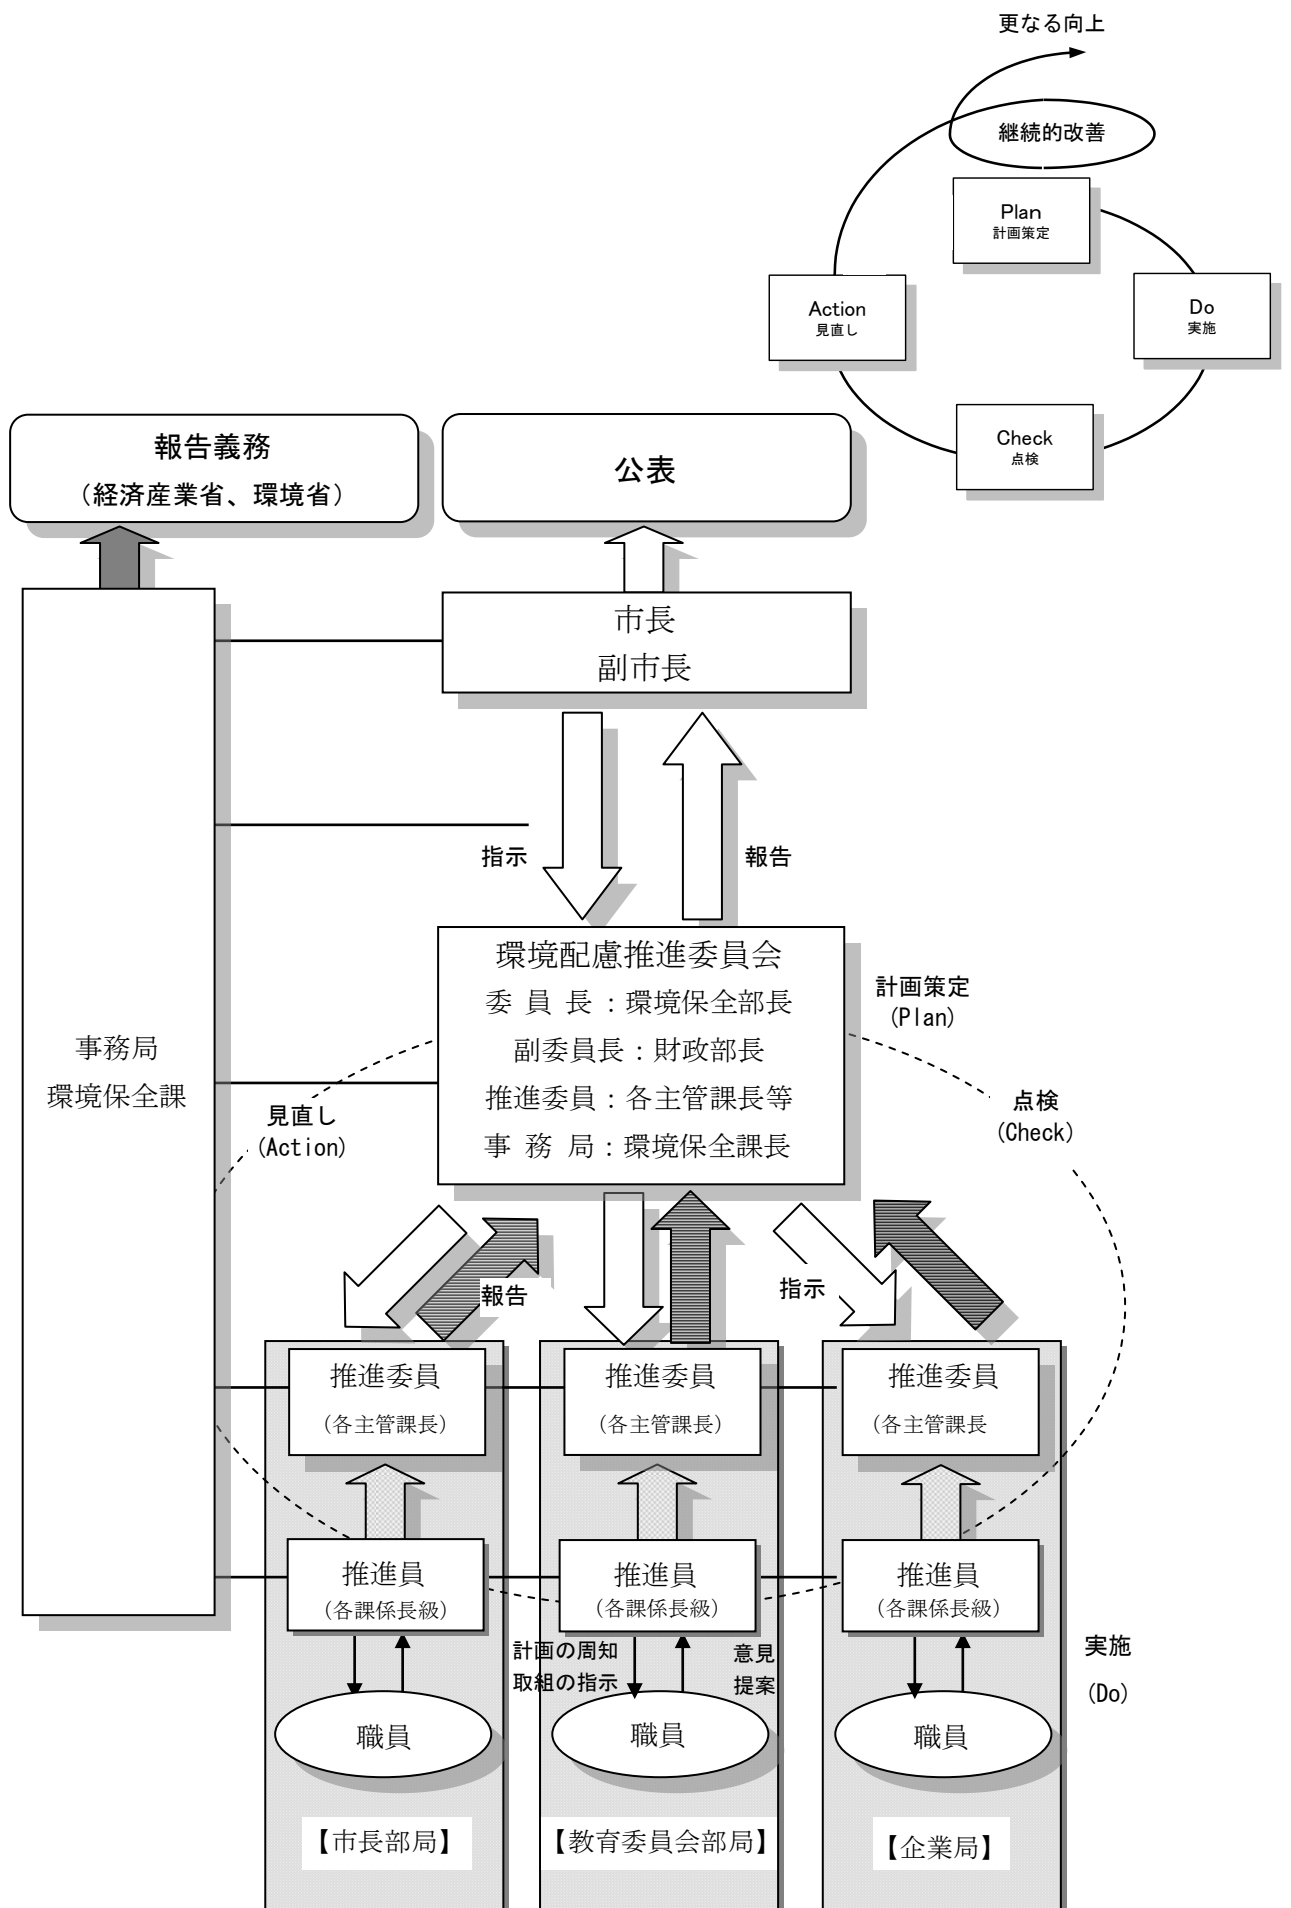 更なる向上
継続的改善
Plan
計画策定
Action
見直し
Do
実施
Check
点検
報告義務
（経済産業省、環境省）
公表
市長
副市長
指示
報告
事務局
環境保全課
環境配慮推進委員会
委 員 長：環境保全部長
副委員長：財政部長
推進委員：各主管課長等
事 務 局：環境保全課長
計画策定
(Plan)
見直し
(Action)
点検
(Check)
報告
指示
推進委員
（各主管課長）
推進委員
（各主管課長）
推進委員
（各主管課長
推進員
（各課係長級）
推進員
（各課係長級）
推進員
（各課係長級）
計画の周知
取組の指示
意見
提案
実施
(Do)
職員
職員
職員
【市長部局】
【教育委員会部局】
【企業局】